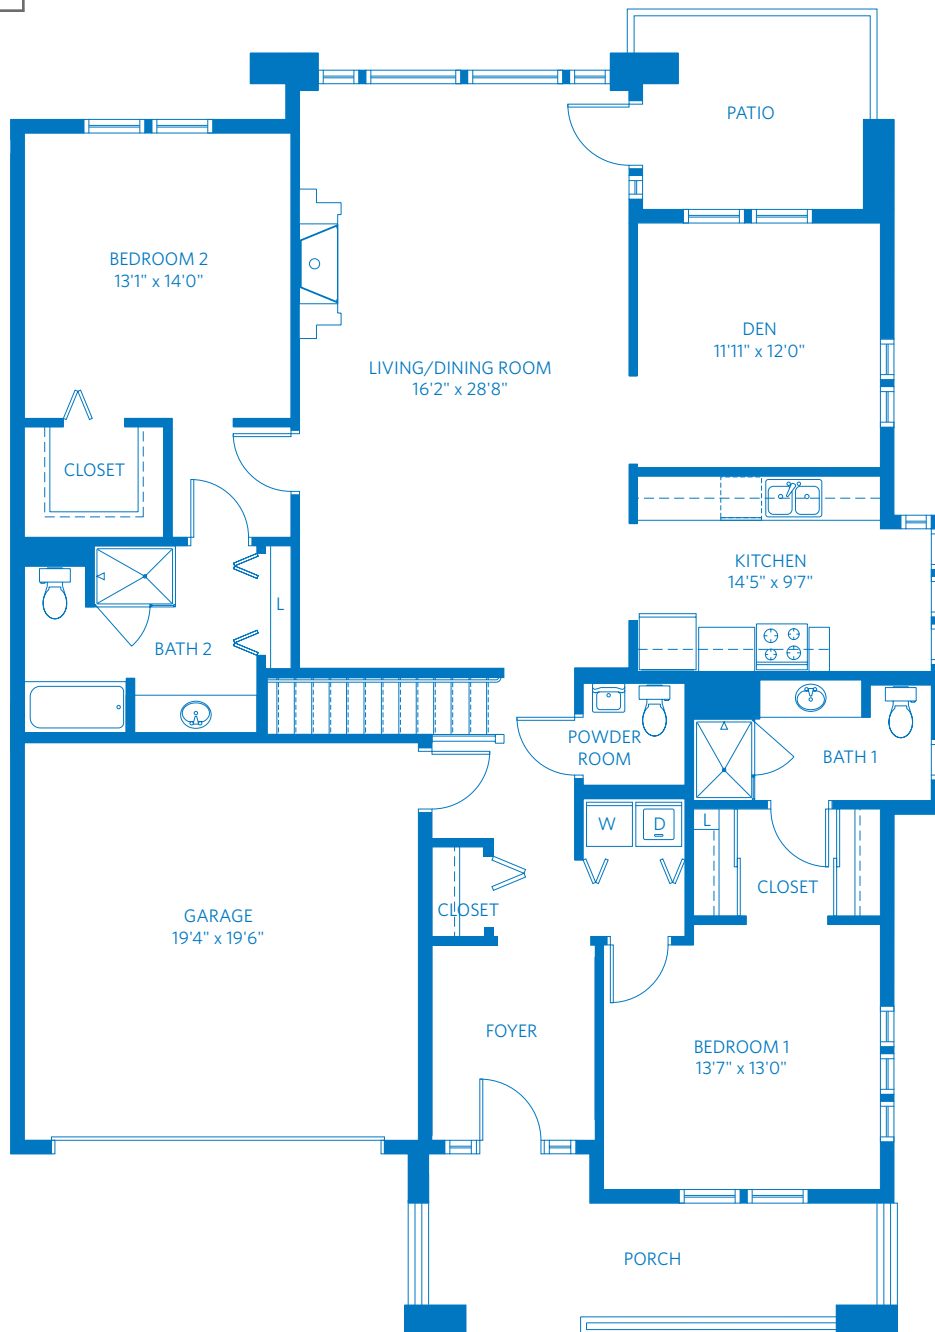 PATIO
BEDROOM 2
13'1" x 14'0"
DEN
11'11" x 12'0"
LIVING/DINING ROOM
16'2" x 28'8"
CLOSET
KITCHEN
14'5" x 9'7"
L
BATH 2
POWDER
ROOM
BATH 1
W
D
L
CLOSET
CLOSET
GARAGE
19'4" x 19'6"
FOYER
BEDROOM 1
13'7" x 13'0"
PORCH